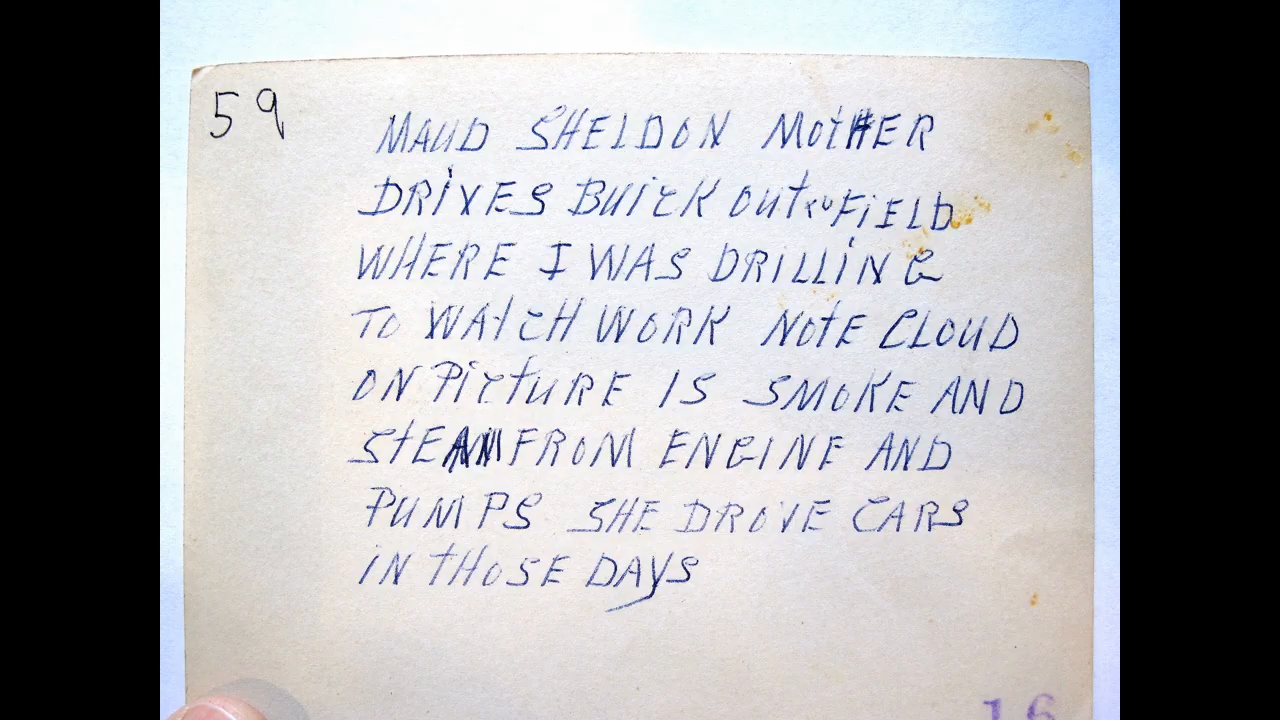 59
MAUD SHELDON MOtHER
DRIVES BUICK OUt to FIELD
WHERE I WAS DRILLING
TO WAtCH WORK NOtE CLOUD
ON PICtURE IS SMOKE AND
StEAM FROM ENGINE AND
PUMPS SHE DROVE CARS
IN tHOSE DAYS
16